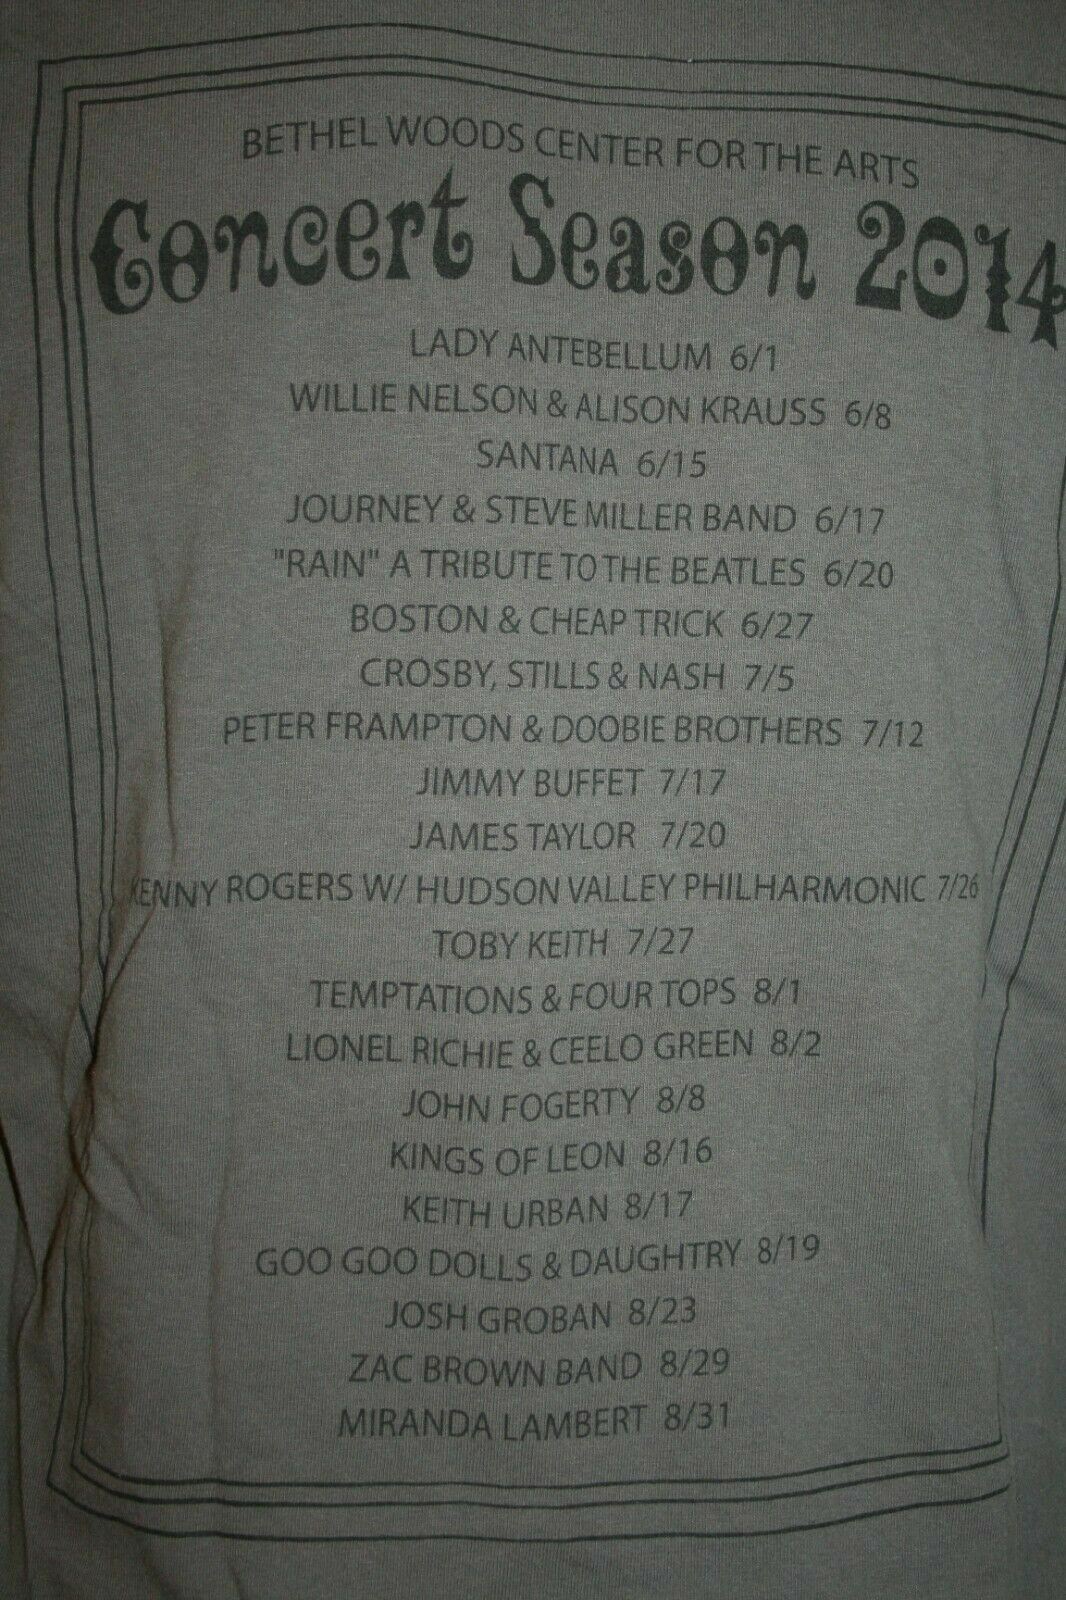 BETHEL WOODS CENTER FOR THE ARTS
Concert Season 2014
LADY ANTEBELLUM 6/1
WILLIE NELSON & ALISON KRAUSS 6/8
SANTANA 6/15
JOURNEY & STEVE MILLER BAND 6/17
"RAIN" A TRIBUTE TO THE BEATLES 6/20
BOSTON & CHEAP TRICK 6/27
CROSBY, STILLS & NASH 7/5
PETER FRAMPTON & DOOBIE BROTHERS 7/12
JIMMY BUFFET 7/17
JAMES TAYLOR 7/20
KENNY ROGERS W/ HUDSON VALLEY PHILHARMONIC 7/26
TOBY KEITH 7/27
TEMPTATIONS & FOUR TOPS 8/1
LIONEL RICHIE & CEELO GREEN 8/2
JOHN FOGERTY 8/8
KINGS OF LEON 8/16
KEITH URBAN 8/17
GOO GOO DOLLS & DAUGHTRY 8/19
JOSH GROBAN 8/23
ZAC BROWN BAND 8/29
MIRANDA LAMBERT 8/31